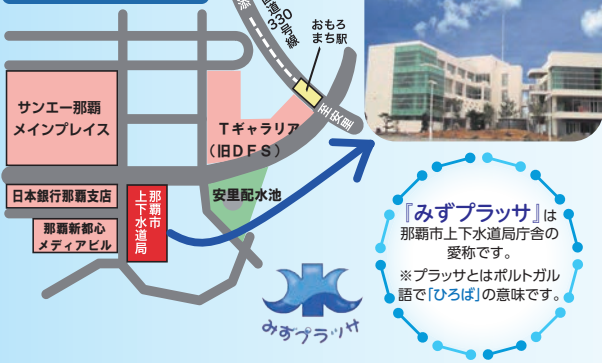 国道330号線
おもろ
まち駅
至安里
サンエー那覇
メインプレイス
Tギャラリア
(旧DFS)
日本銀行那覇支店
那覇市
上下水道局
安里配水池
那覇新都心
メディアビル
みずプラッサ
『みずプラッサ』は
那覇市上下水道局庁舎の
愛称です。
※プラッサとはポルトガル
語で「ひろば」の意味です。